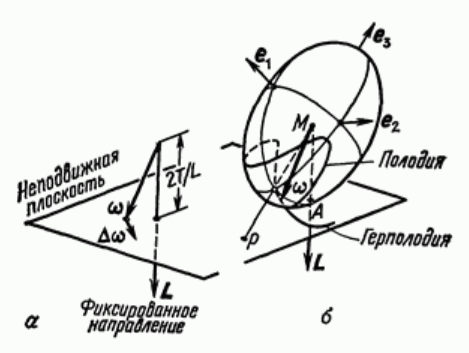 e₁
e₃
M
e₂
Неподвижная
плоскость
2T/L
Полодия
ω
ω
Δω
A
ρ
Герполодия
L
L
Фиксированное
направление
а
б